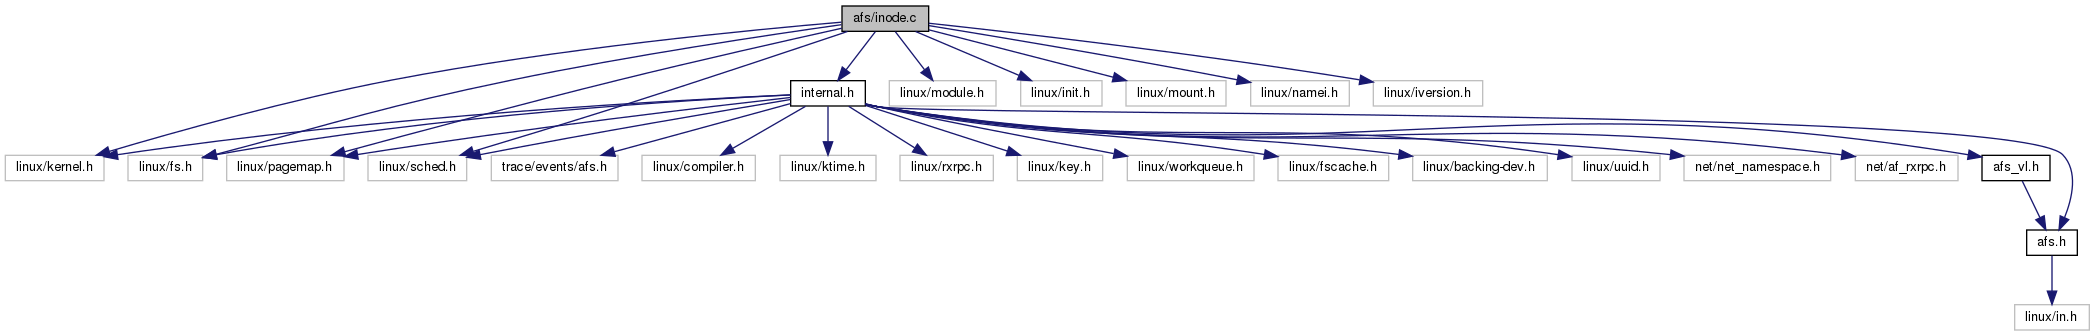 afs/inode.c
internal.h
linux/module.h
linux/init.h
linux/mount.h
linux/namei.h
linux/iversion.h
linux/kernel.h
linux/fs.h
linux/pagemap.h
linux/sched.h
trace/events/afs.h
linux/compiler.h
linux/ktime.h
linux/rxrpc.h
linux/key.h
linux/workqueue.h
linux/fscache.h
linux/backing-dev.h
linux/uuid.h
net/net_namespace.h
net/af_rxrpc.h
afs_vl.h
afs.h
linux/in.h